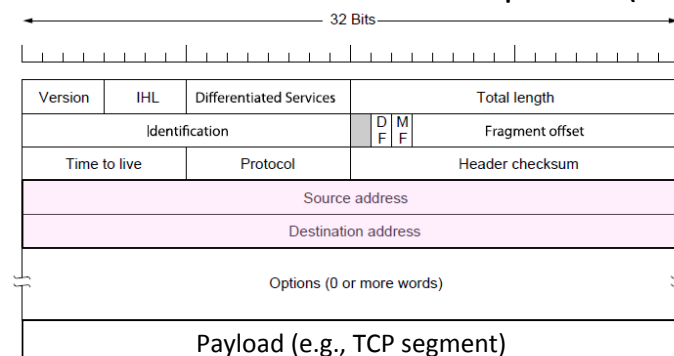 32 Bits
Version IHL Differentiated Services Total length
Identification D F M F Fragment offset
Time to live Protocol Header checksum
Source address
Destination address
Options (0 or more words)
Payload (e.g., TCP segment)